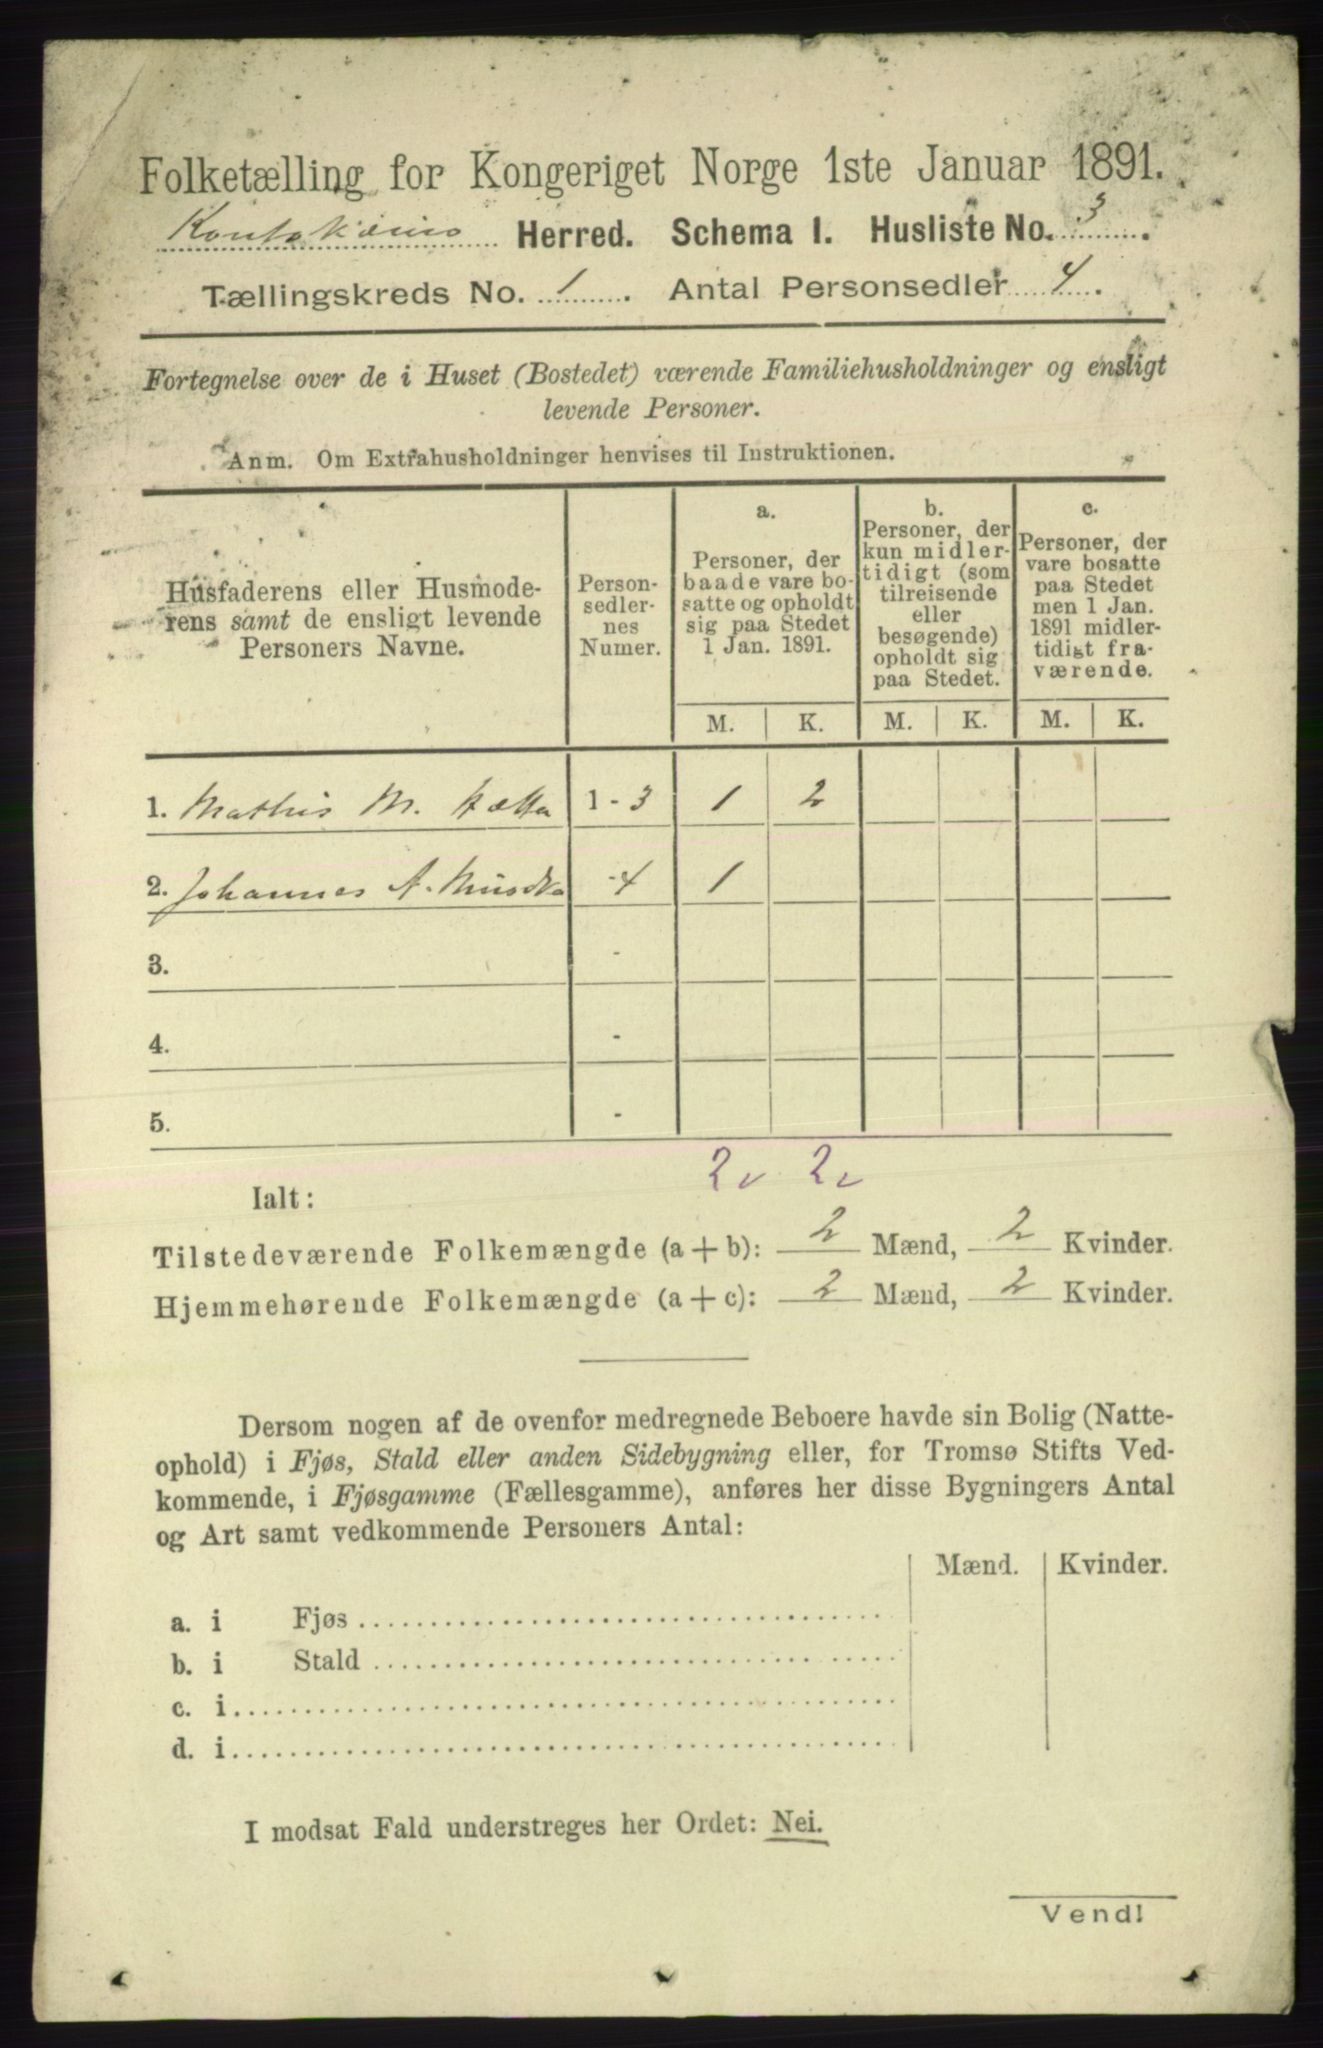 Folketælling for Kongeriget Norge 1ste Januar 1891.
Kautokeino Herred. Schema 1. Husliste No. 3.
Tællingskreds No. 1. Antal Personsedler 4.
Fortegnelse over de i Huset (Bostedet) værende Familiehusholdninger og ensligt
levende Personer.
Anm. Om Extrahusholdninger henvises til Instruktionen.
Husfaderens eller Husmode-
rens samt de ensligt levende
Personers Navne.
Person-
sedler-
nes
Numer.
a.
Personer, der
baade vare bo-
satte og opholdt
sig paa Stedet
1 Jan. 1891.
b.
Personer, der
kun midler-
tidigt (som
tilreisende
eller
besøgende)
opholdt sig
paa Stedet.
c.
Personer, der
vare bosatte
paa Stedet
men 1 Jan.
1891 midler-
tidigt fra-
værende.
M. K. M. K. M. K.
1. Mathis M. Hætta 1 - 3 1 2
2. Johannes A. - 4 1
3. -
4. -
5. -
2 2
Ialt:
Tilstedeværende Folkemængde (a + b): 2 Mænd, 2 Kvinder.
Hjemmehørende Folkemængde (a + c): 2 Mænd, 2 Kvinder.
Dersom nogen af de ovenfor medregnede Beboere havde sin Bolig (Natte-
ophold) i Fjøs, Stald eller anden Sidebygning eller, for Tromsø Stifts Ved-
kommende, i Fjøsgamme (Fællesgamme), anføres her disse Bygningers Antal
og Art samt vedkommende Personers Antal:
Mænd. Kvinder.
a. i Fjøs
b. i Stald
c. i
d. i
I modsat Fald understreges her Ordet: Nei.
Vend!